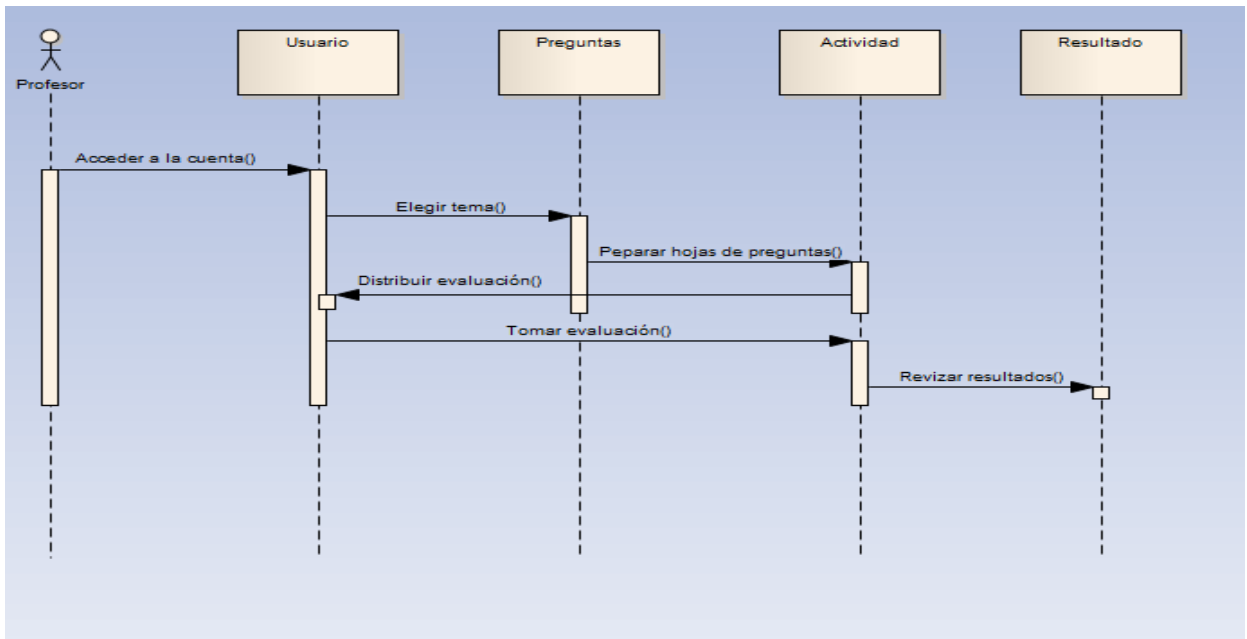 Usuario
Preguntas
Actividad
Resultado
Profesor
Acceder a la cuenta()
Elegir tema()
Peparar hojas de preguntas()
Distribuir evaluación()
Tomar evaluación()
Revizar resultados()